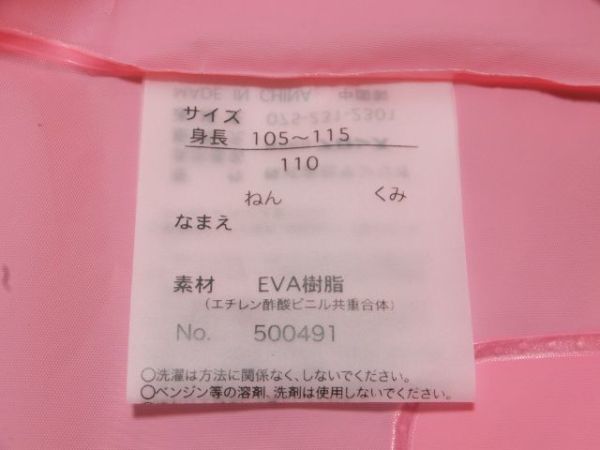 サイズ
身長 105～115
110
ねん くみ
なまえ
素材 EVA樹脂
(エチレン酢酸ビニル共重合体)
No. 500491
○洗濯は方法に関係なく、しないでください。
○ベンジン等の溶剤、洗剤は使用しないでください。